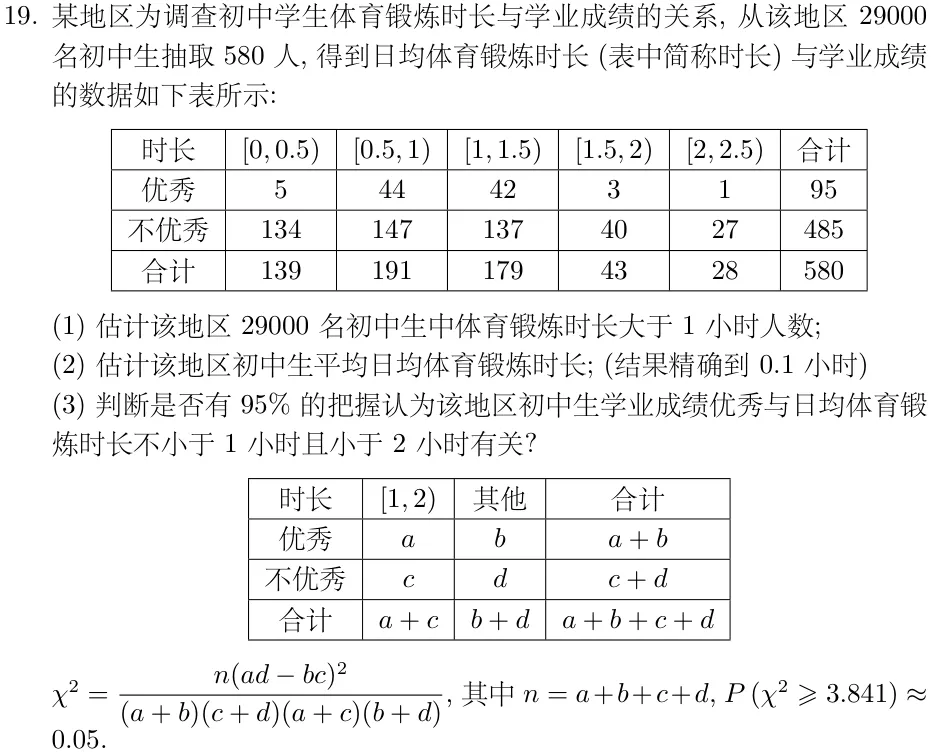 19. 某地区为调查初中学生体育锻炼时长与学业成绩的关系, 从该地区 29000
名初中生抽取 580 人, 得到日均体育锻炼时长 (表中简称时长) 与学业成绩
的数据如下表所示:
时长 [0, 0.5) [0.5, 1) [1, 1.5) [1.5, 2) [2, 2.5) 合计
优秀 5 44 42 3 1 95
不优秀 134 147 137 40 27 485
合计 139 191 179 43 28 580
(1) 估计该地区 29000 名初中生中体育锻炼时长大于 1 小时人数;
(2) 估计该地区初中生平均日均体育锻炼时长; (结果精确到 0.1 小时)
(3) 判断是否有 95% 的把握认为该地区初中生学业成绩优秀与日均体育锻
炼时长不小于 1 小时且小于 2 小时有关?
时长 [1, 2) 其他 合计
优秀 a b a + b
不优秀 c d c + d
合计 a + c b + d a + b + c + d
χ² = n(ad − bc)² / (a + b)(c + d)(a + c)(b + d), 其中 n = a+b+c+d, P (χ² ⩾ 3.841) ≈
0.05.